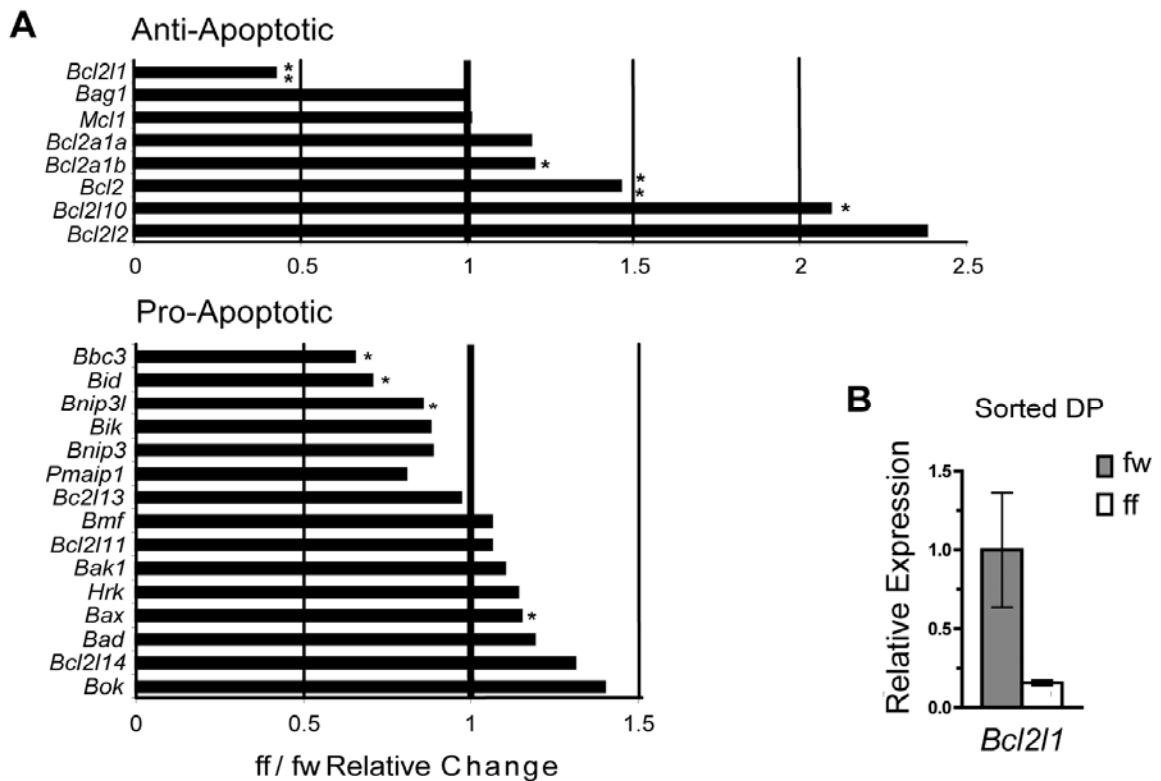 A
Anti-Apoptotic
Bcl2l1 **
Bag1
Mcl1
Bcl2a1a
Bcl2a1b *
Bcl2 **
Bcl2l10 *
Bcl2l2
0 0.5 1 1.5 2 2.5
Pro-Apoptotic
Bbc3 *
Bid *
Bnip3l *
Bik
Bnip3
Pmaip1
Bc2l13
Bmf
Bcl2l11
Bak1
Hrk
Bax *
Bad
Bcl2l14
Bok
0 0.5 1 1.5
ff / fw Relative Change
B
Sorted DP
fw
ff
Relative Expression
1.5
1.0
0.5
0.0
Bcl2l1